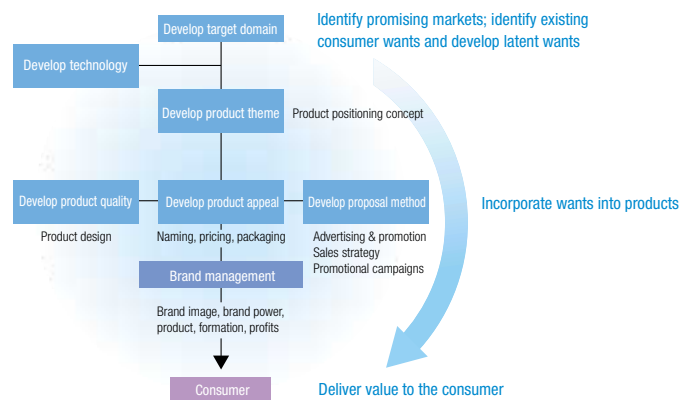 Develop target domain
Identify promising markets; identify existing
consumer wants and develop latent wants
Develop technology
Develop product theme
Product positioning concept
Develop product quality
Develop product appeal
Develop proposal method
Incorporate wants into products
Product design
Naming, pricing, packaging
Advertising & promotion
Sales strategy
Promotional campaigns
Brand management
Brand image, brand power,
product, formation, profits
Consumer
Deliver value to the consumer